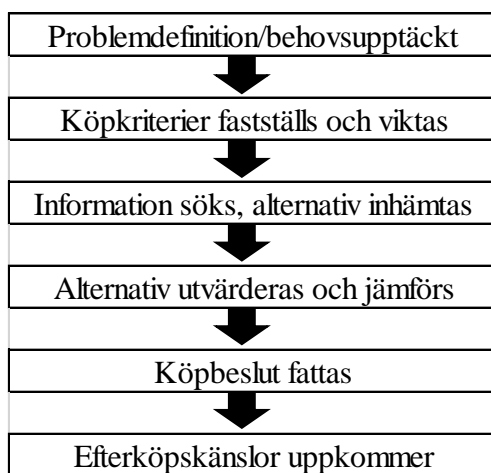 Problemdefinition/behovsupptäckt
Köpkriterier fastställs och viktas
Information söks, alternativ inhämtas
Alternativ utvärderas och jämförs
Köpbeslut fattas
Efterköpskänslor uppkommer